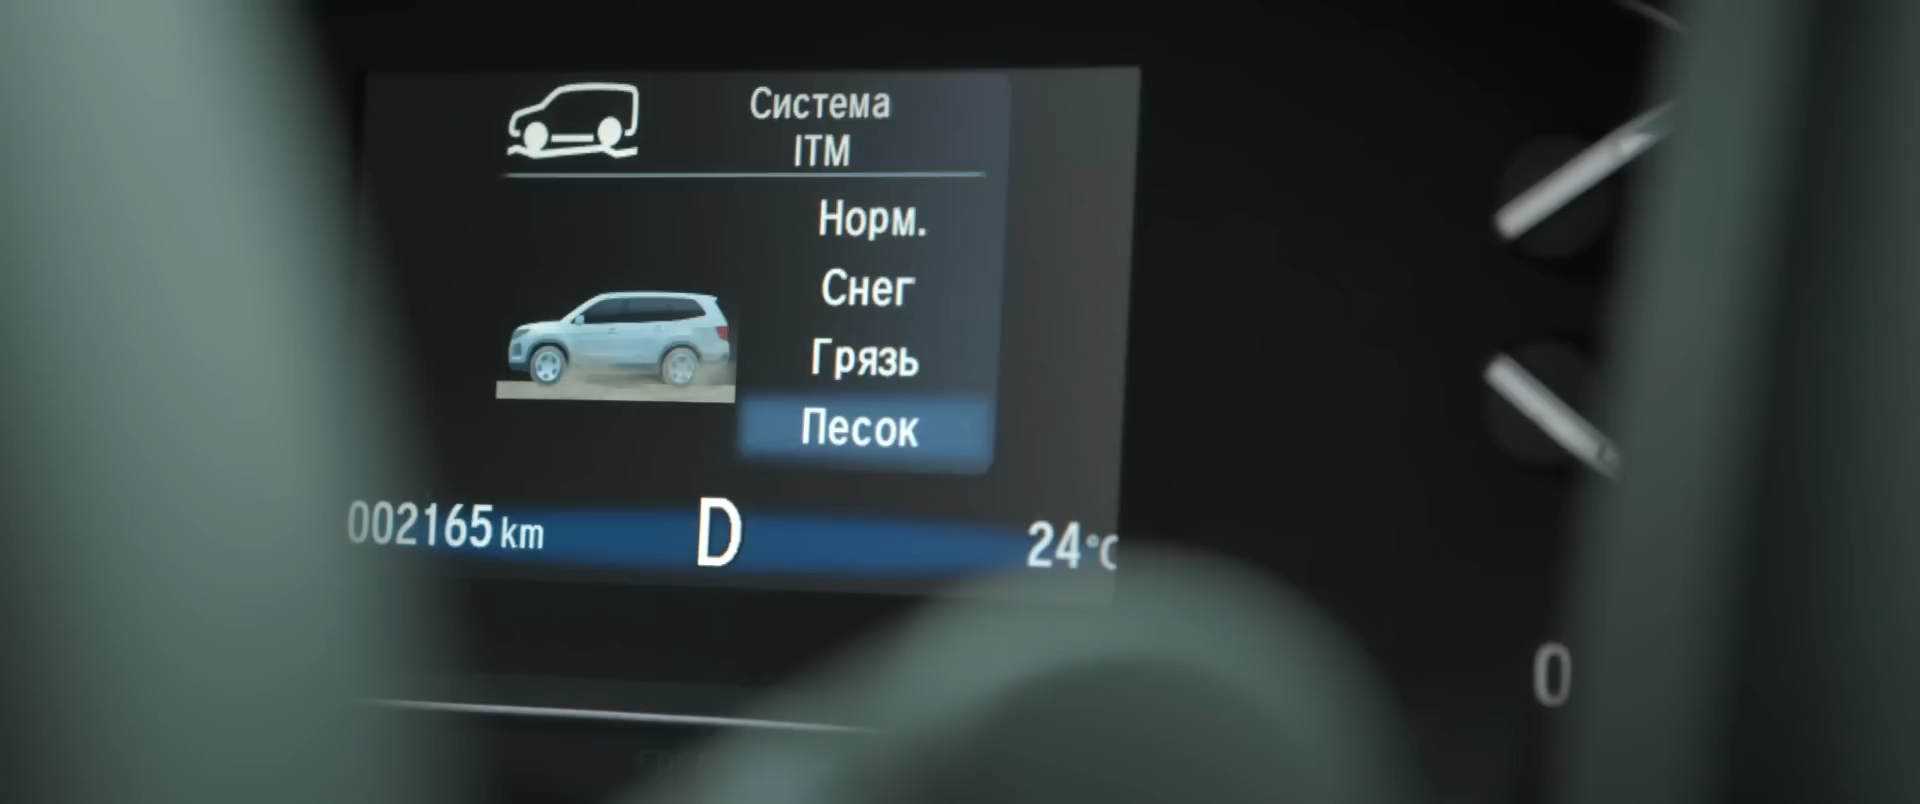 Система
ITM
Норм.
Снег
Грязь
Песок
002165 km
D
24°C
0